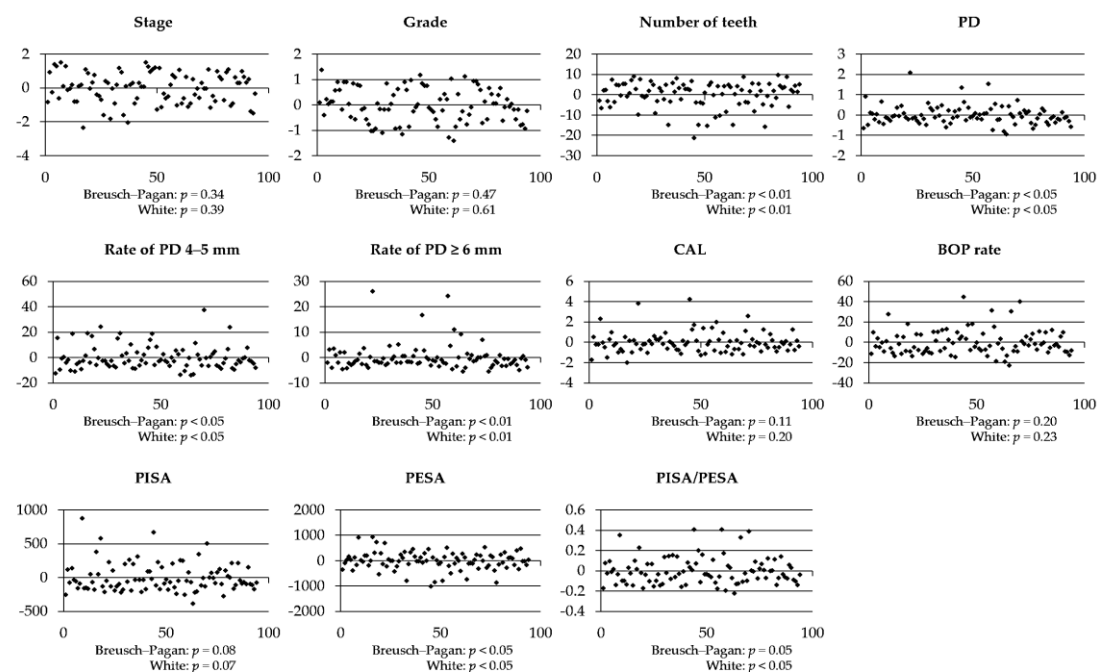 Stage
2
0
-2
-4
0
50
100
Breusch–Pagan: p = 0.34
White: p = 0.39
Grade
2
1
0
-1
-2
0
50
100
Breusch–Pagan: p = 0.47
White: p = 0.61
Number of teeth
20
10
0
-10
-20
-30
0
50
100
Breusch–Pagan: p < 0.01
White: p < 0.01
PD
3
2
1
0
-1
-2
0
50
100
Breusch–Pagan: p < 0.05
White: p < 0.05
Rate of PD 4–5 mm
60
40
20
0
-20
0
50
100
Breusch–Pagan: p < 0.05
White: p < 0.05
Rate of PD ≥ 6 mm
30
20
10
0
-10
0
50
100
Breusch–Pagan: p < 0.01
White: p < 0.01
CAL
6
4
2
0
-2
-4
0
50
100
Breusch–Pagan: p = 0.11
White: p = 0.20
BOP rate
60
40
20
0
-20
-40
0
50
100
Breusch–Pagan: p = 0.20
White: p = 0.23
PISA
1000
500
0
-500
0
50
100
Breusch–Pagan: p = 0.08
White: p = 0.07
PESA
2000
1000
0
-1000
-2000
0
50
100
Breusch–Pagan: p < 0.05
White: p < 0.05
PISA/PESA
0.6
0.4
0.2
0
-0.2
-0.4
0
50
100
Breusch–Pagan: p = 0.05
White: p < 0.05